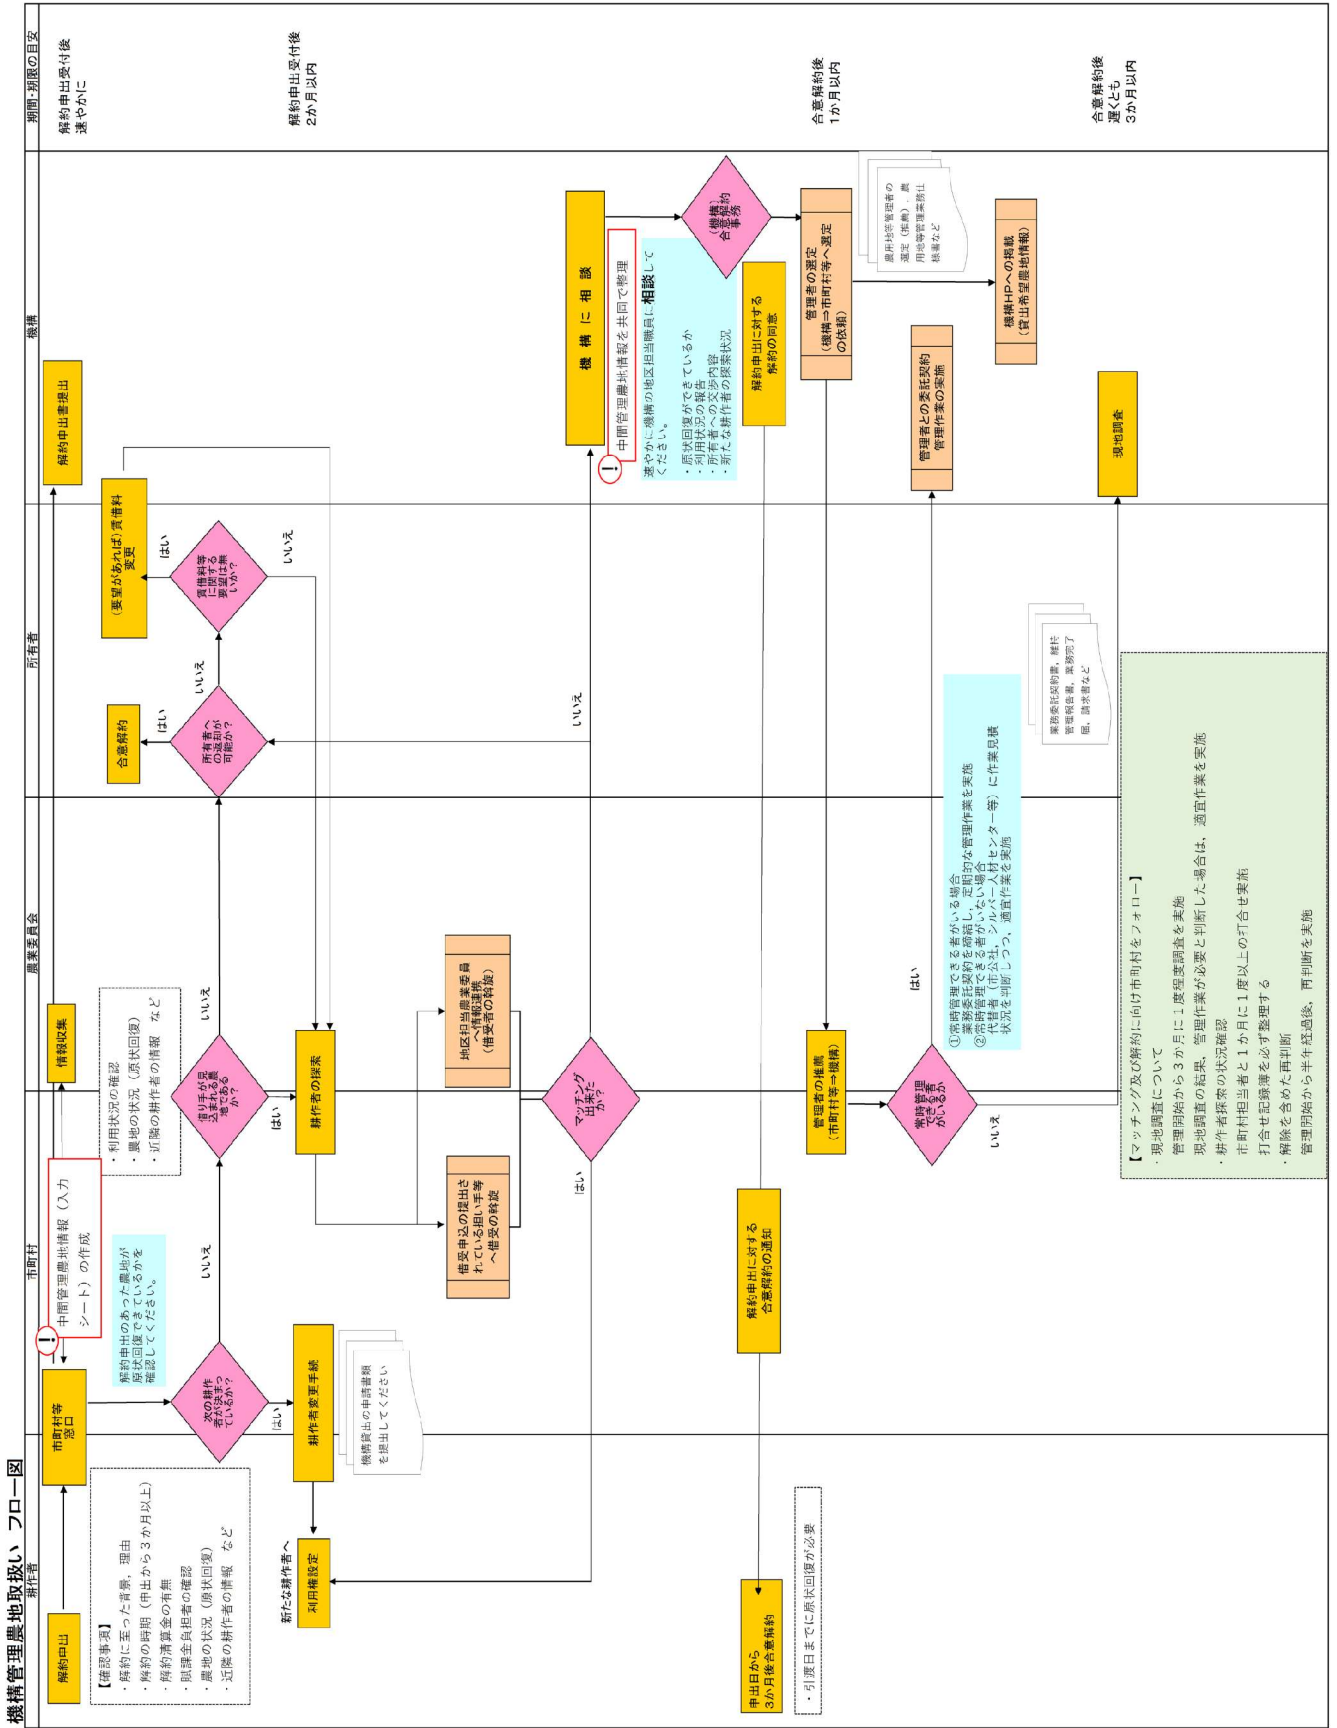 機構管理農地取扱い フロー図
耕作者
市町村
農業委員会
所有者
機構
期間・期限の目安
解約申出
市町村等
窓口
!
中間管理農地情報（入力
シート）の作成
情報収集
解約申出書提出
解約申出受付後
速やかに
【確認事項】
・解約に至った背景，理由
・解約の時期（申出から3か月以上）
・解約清算金の有無
・賦課金負担者の確認
・農地の状況（原状回復）
・近隣の耕作者の情報　など
解約申出のあった農地が
原状回復できているかを
確認してください。
・利用状況の確認
・農地の状況（原状回復）
・近隣の耕作者の情報　など
合意解約
はい
（要望があれば）賃借料
変更
はい
次の耕作
者が決まっ
ているか？
いいえ
借り手が見
込まれる農
地である
か？
いいえ
所有者へ
の返却が
可能か？
いいえ
賃借料等
に関する
要望は無
いか？
いいえ
はい
はい
新たな耕作者へ
利用権設定
耕作者変更手続
耕作者の探索
解約申出受付後
2か月以内
機構貸出の申請書類
を提出してください
借受申込の提出さ
れている担い手等
へ借受の斡旋
地区担当農業委員
へ情報連携
（借受者の斡旋）
はい
マッチング
出来た
か？
いいえ
機　構　に　相　談
!
中間管理農地情報を共同で整理
速やかに機構の地区担当職員に相談して
ください。
・原状回復ができているか
・利用状況の報告
・所有者への交渉内容
・新たな耕作者の探索状況
（機構）
合意解約
事務
申出日から
3か月後合意解約
・引渡日までに原状回復が必要
解約申出に対する
合意解約の通知
解約申出に対する
解約の同意
管理者の推薦
（市町村等⇒機構）
管理者の選定
（機構⇒市町村等へ選定
の依頼）
合意解約後
1か月以内
農用地等管理者の
選定（推薦），農
用地等管理業務仕
様書など
常時管理
できる者
がいるか
はい
いいえ
管理者との委託契約
管理作業の実施
機構HPへの掲載
（貸出希望農地情報）
①常時管理できる者がいる場合
業務委託契約を締結し，定期的な管理作業を実施
②常時管理できる者がいない場合
代替者（市公社，シルバー人材センター等）に作業見積
状況を判断しつつ，適宜作業を実施
業務委託契約書，維持
管理報告書，業務完了
届，請求書など
現地調査
合意解約後
遅くとも
3か月以内
【マッチング及び解約に向け市町村をフォロー】
・現地調査について
管理開始から3か月に1度程度調査を実施
現地調査の結果，管理作業が必要と判断した場合は，適宜作業を実施
・耕作者探索の状況確認
市町村担当者と1か月に1度以上の打合せ実施
打合せ記録簿を必ず整理する
・解除を含めた再判断
管理開始から半年経過後，再判断を実施